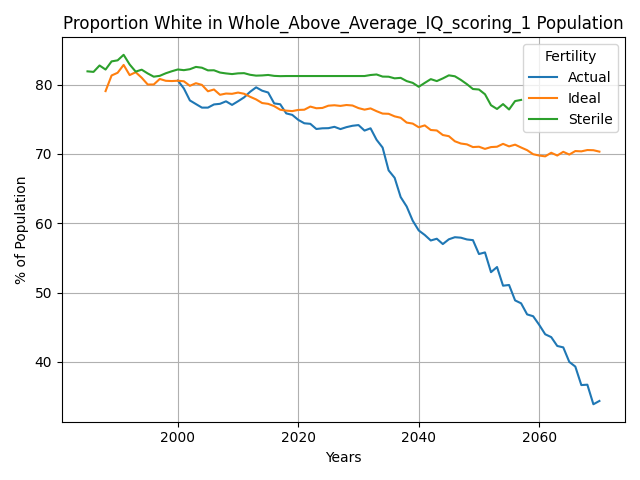 Proportion White in Whole_Above_Average_IQ_scoring_1 Population
Fertility
Actual
Ideal
Sterile
% of Population
80
70
60
50
40
2000
2020
2040
2060
Years